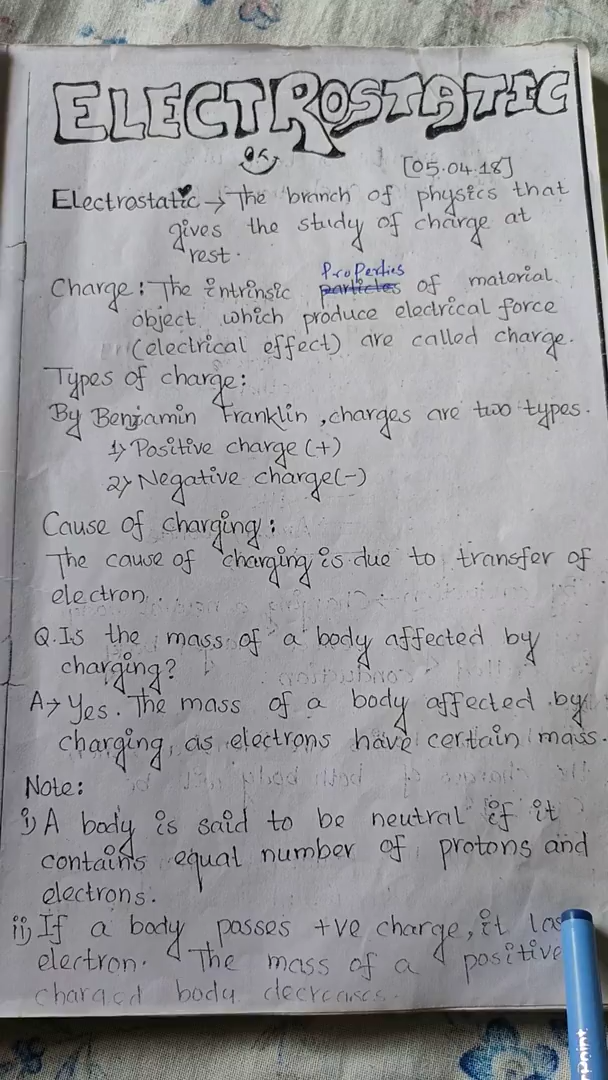 ELECTROSTATIC
[05.04.18]
Electrostatic → The branch of physics that
gives the study of charge at
rest.
Properties
Charge: The intrinsic particles of material
object which produce electrical force
(electrical effect) are called charge.
Types of charge:
By Benjamin Franklin, charges are two types.
1) Positive charge (+)
2) Negative charge(-)
Cause of charging:
The cause of charging is due to transfer of
electron.
Q. Is the mass of a body affected by
charging?
A→ Yes. The mass of a body affected by
charging, as electrons have certain mass.
Note:
i) A body is said to be neutral if it
contains equal number of protons and
electrons.
ii) If a body passes +ve charge, it
electron. The mass of a positive
charged body decreases.